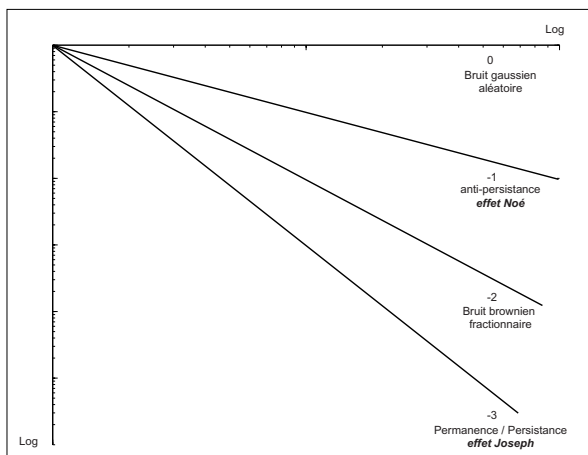 Log
0
Bruit gaussien
aléatoire
-1
anti-persistance
effet Noé
-2
Bruit brownien
fractionnaire
-3
Permanence / Persistance
effet Joseph
Log